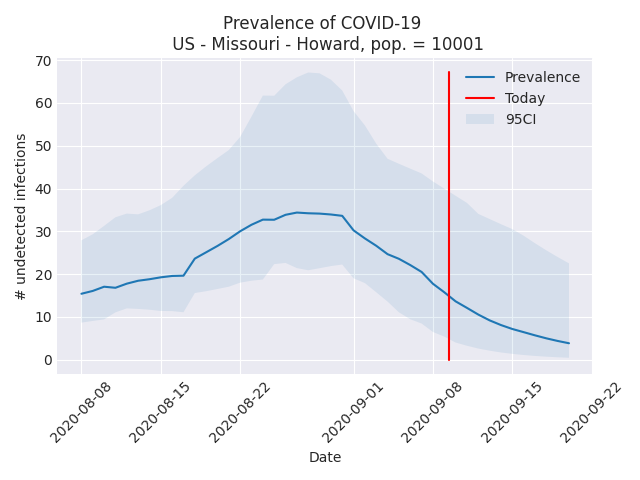 Prevalence of COVID-19
US - Missouri - Howard, pop. = 10001
# undetected infections
70
60
50
40
30
20
10
0
Prevalence
Today
95CI
2020-08-08
2020-08-15
2020-08-22
2020-09-01
2020-09-08
2020-09-15
2020-09-22
Date